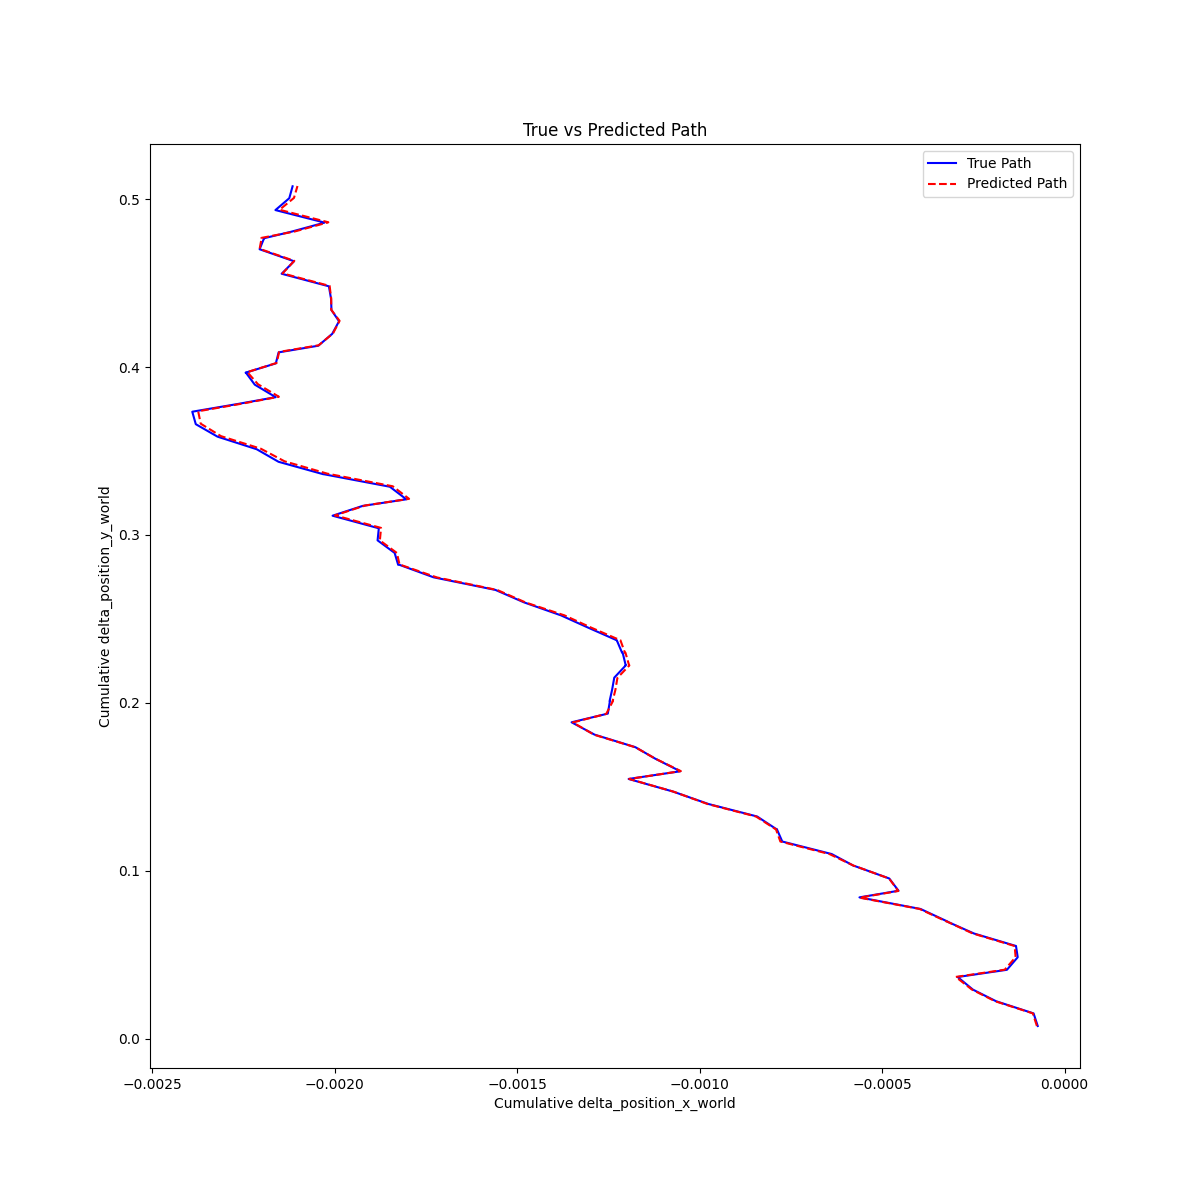 True vs Predicted Path
True Path
Predicted Path
0.5
0.4
0.3
0.2
0.1
0.0
Cumulative delta_position_y_world
−0.0025
−0.0020
−0.0015
−0.0010
−0.0005
0.0000
Cumulative delta_position_x_world